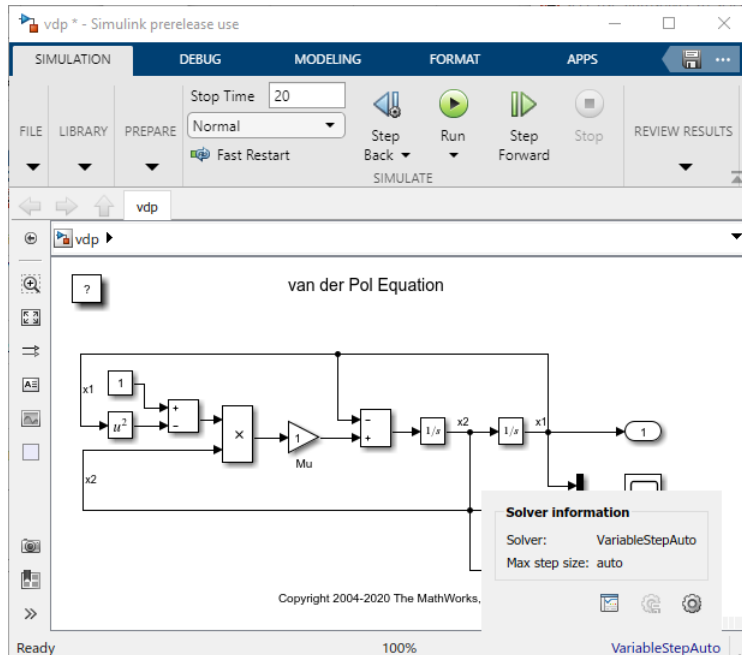 vdp * - Simulink prerelease use
SIMULATION DEBUG MODELING FORMAT APPS
Stop Time 20
Normal
Fast Restart
FILE LIBRARY PREPARE
Step Back
Run
Step Forward
Stop
REVIEW RESULTS
SIMULATE
vdp
vdp
?
van der Pol Equation
x1
1
+
−
u²
×
1
Mu
−
+
1/s
x2
1/s
x1
1
x2
Solver information
Solver: VariableStepAuto
Max step size: auto
Copyright 2004-2020 The MathWorks,
Ready 100% VariableStepAuto